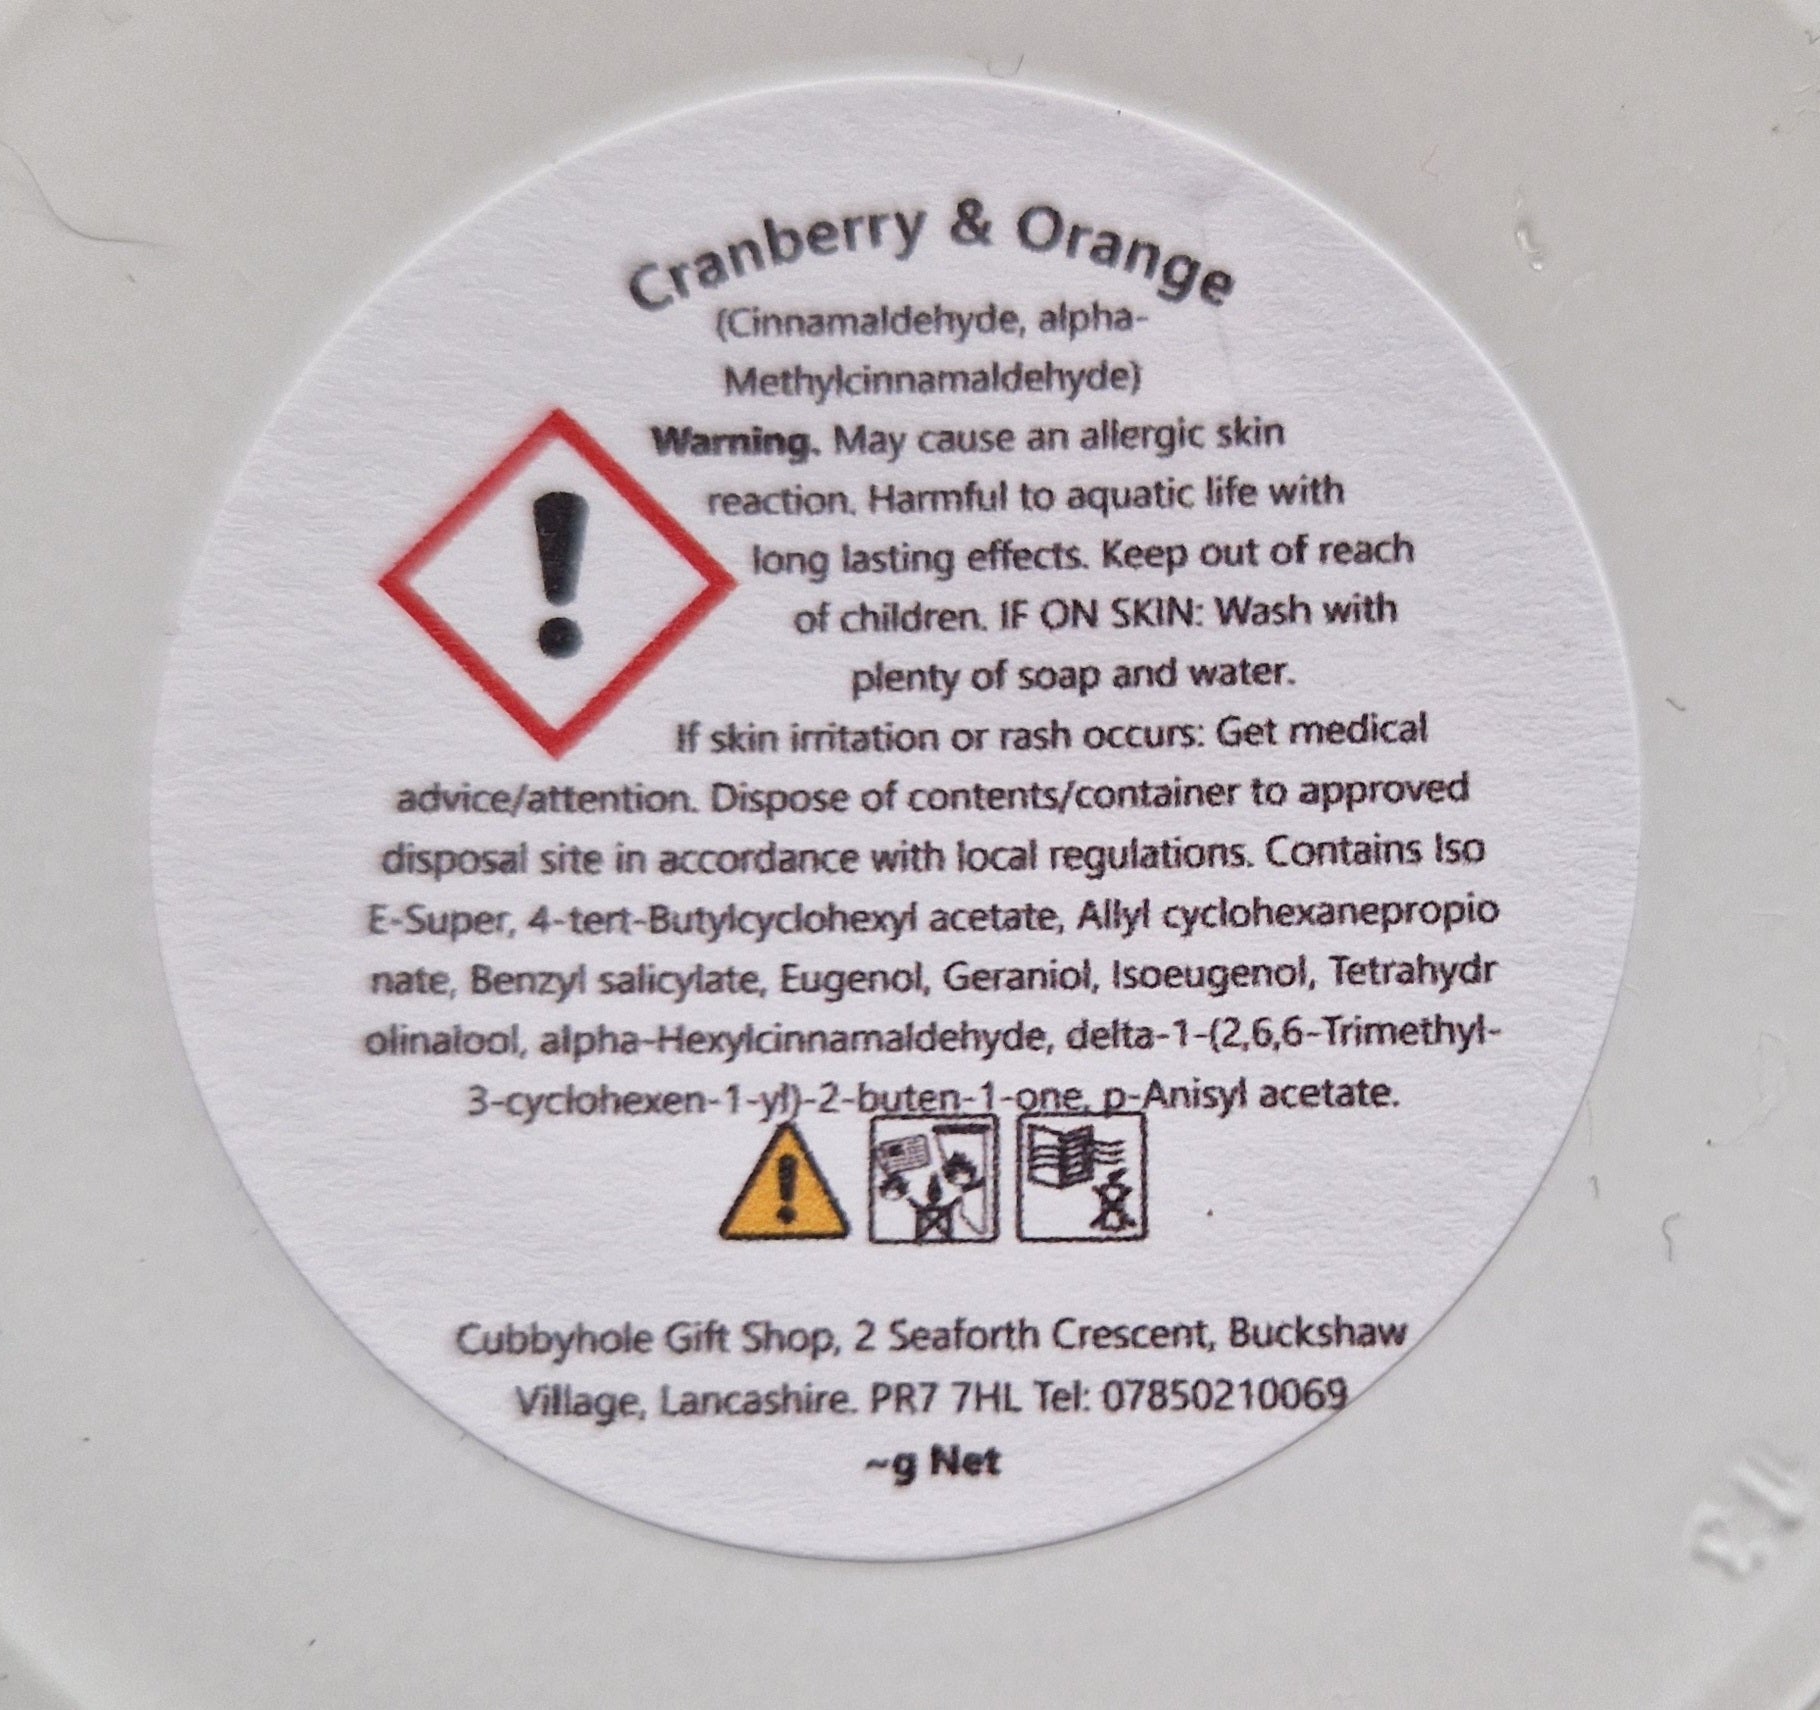 Cranberry & Orange
(Cinnamaldehyde, alpha-
Methylcinnamaldehyde)
Warning. May cause an allergic skin
reaction. Harmful to aquatic life with
long lasting effects. Keep out of reach
of children. IF ON SKIN: Wash with
plenty of soap and water.
If skin irritation or rash occurs: Get medical
advice/attention. Dispose of contents/container to approved
disposal site in accordance with local regulations. Contains Iso
E-Super, 4-tert-Butylcyclohexyl acetate, Allyl cyclohexanepropio
nate, Benzyl salicylate, Eugenol, Geraniol, Isoeugenol, Tetrahydr
olinalool, alpha-Hexylcinnamaldehyde, delta-1-(2,6,6-Trimethyl-
3-cyclohexen-1-yl)-2-buten-1-one, p-Anisyl acetate.
Cubbyhole Gift Shop, 2 Seaforth Crescent, Buckshaw
Village, Lancashire. PR7 7HL Tel: 07850210069
~g Net